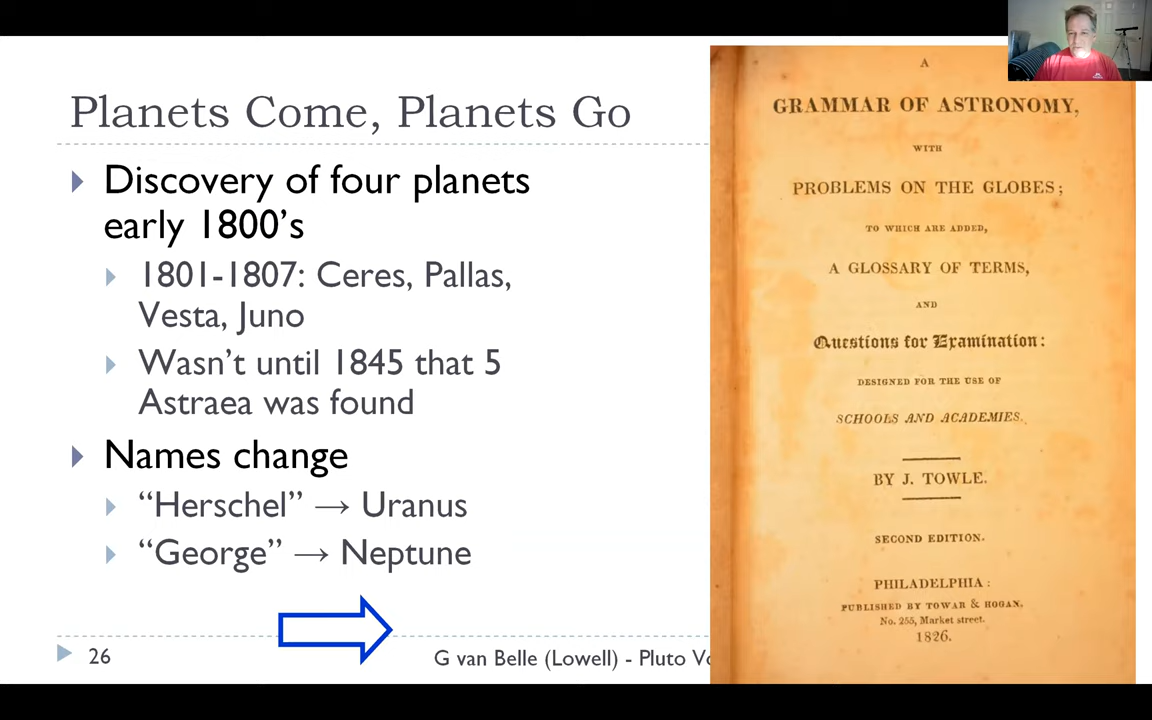 Planets Come, Planets Go
Discovery of four planets
early 1800's
1801-1807: Ceres, Pallas,
Vesta, Juno
Wasn't until 1845 that 5
Astraea was found
Names change
"Herschel" → Uranus
"George" → Neptune
26
G van Belle (Lowell) - Pluto
A
GRAMMAR OF ASTRONOMY,
WITH
PROBLEMS ON THE GLOBES;
TO WHICH ARE ADDED,
A GLOSSARY OF TERMS,
AND
Questions for Examination:
DESIGNED FOR THE USE OF
SCHOOLS AND ACADEMIES.
BY J. TOWLE.
SECOND EDITION.
PHILADELPHIA:
PUBLISHED BY TOWAR & HOGAN,
No. 255, Market street.
1826.